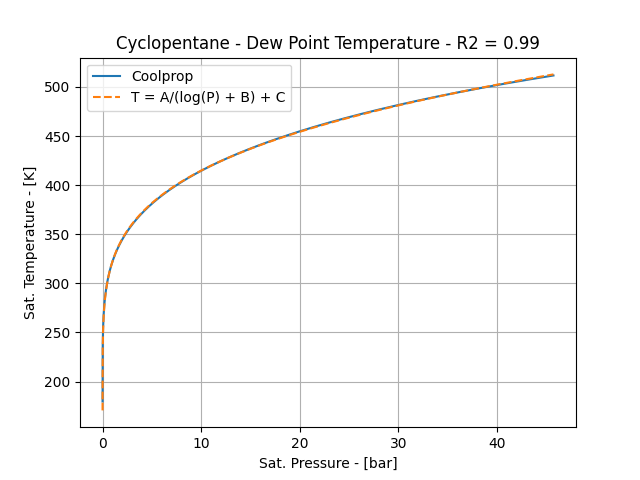 Cyclopentane - Dew Point Temperature - R2 = 0.99
Coolprop
T = A/(log(P) + B) + C
Sat. Temperature - [K]
500
450
400
350
300
250
200
0 10 20 30 40
Sat. Pressure - [bar]